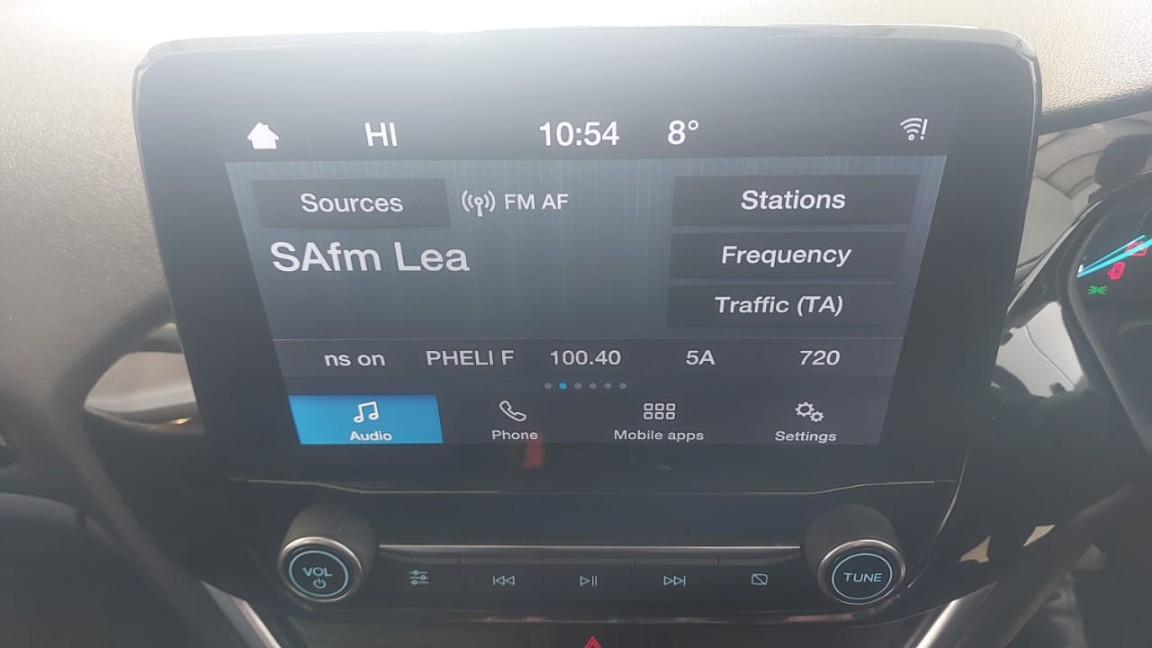 HI 10:54 8°
Sources FM AF Stations
SAfm Lea
Frequency
Traffic (TA)
ns on PHELI F 100.40 5A 720
Audio Phone Mobile apps Settings
VOL TUNE